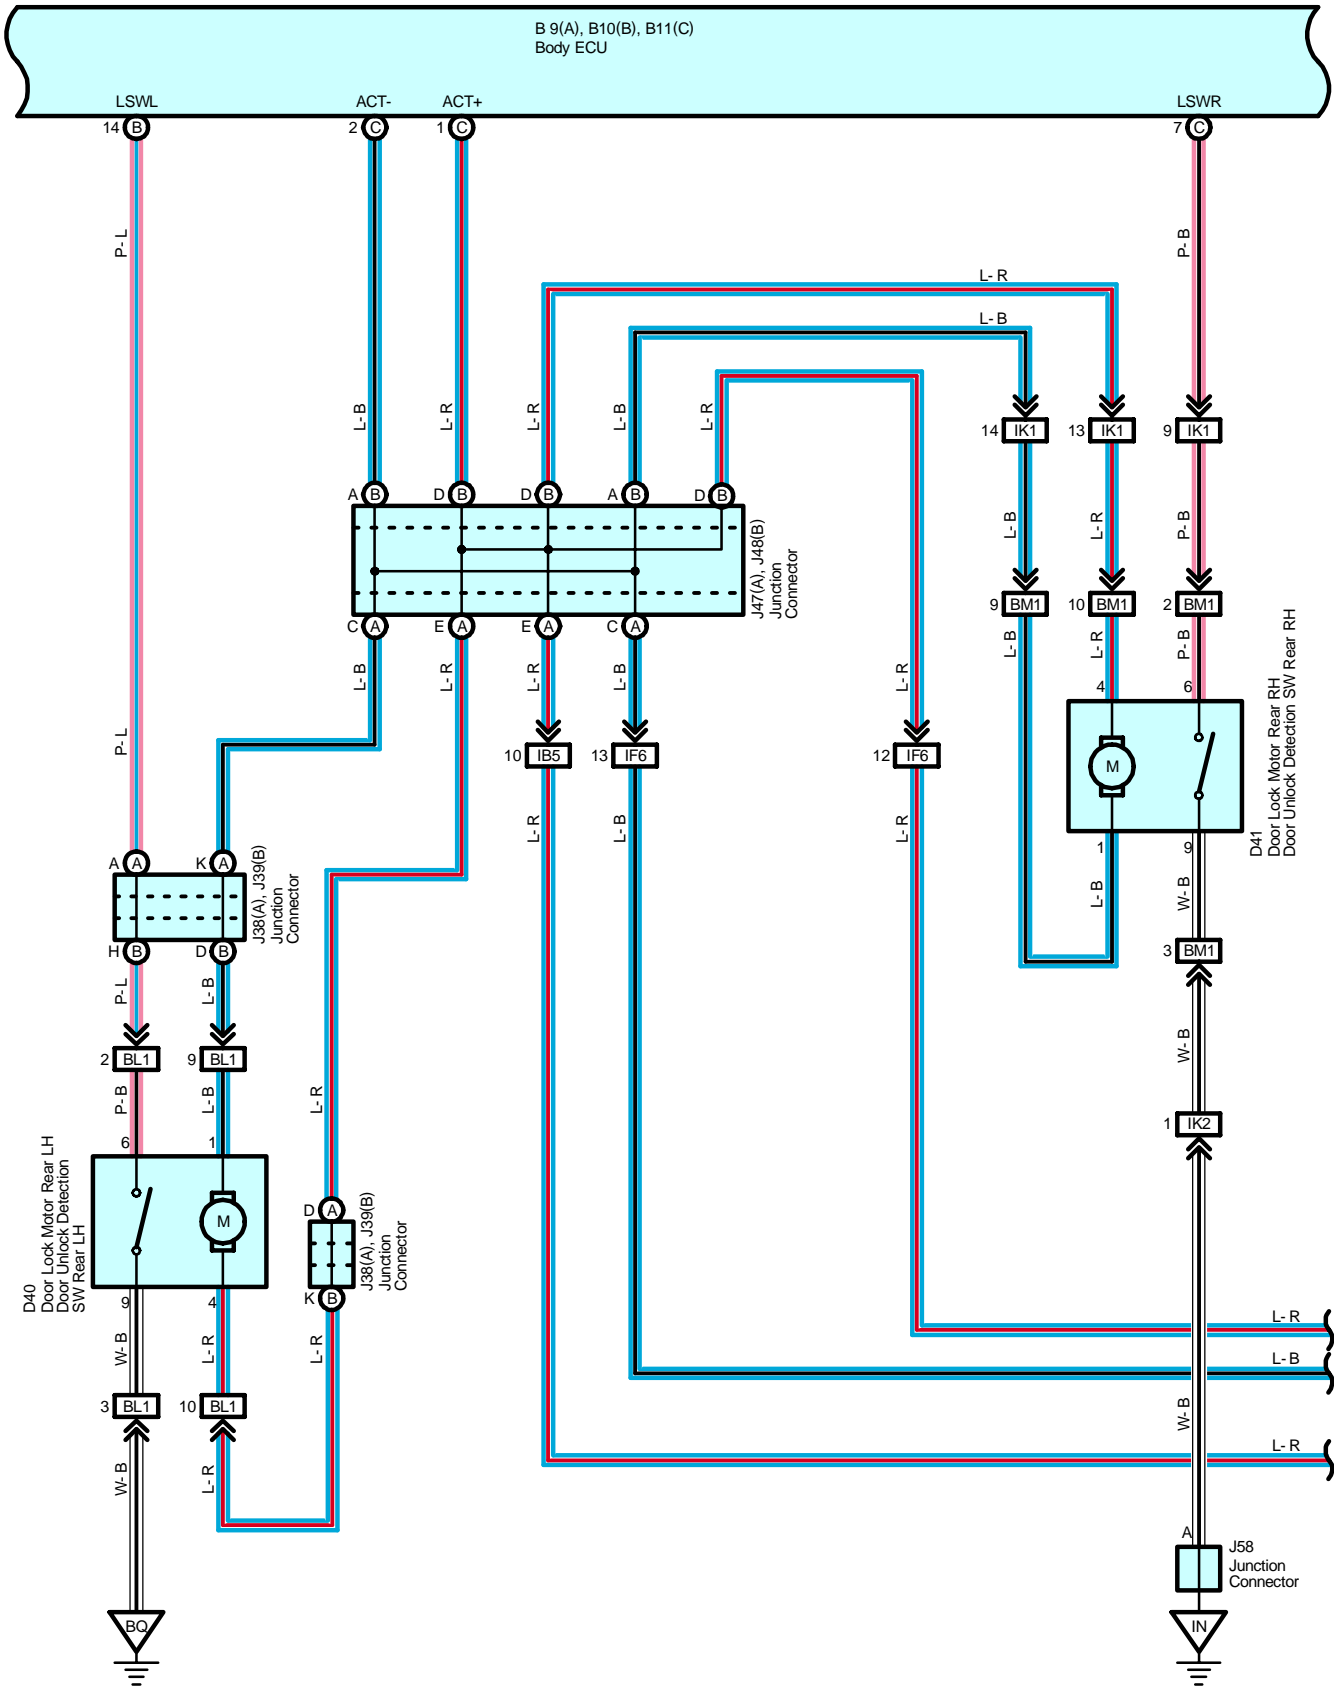 B 9(A), B10(B), B11(C)
Body ECU
LSWL
ACT-
ACT+
LSWR
14 B
2 C
1 C
7 C
P- L
P- B
L- R
L- B
L- B
L- R
L- R
L- B
L- R
14 IK1
13 IK1
9 IK1
A B
D B
D B
A B
D B
J47(A), J48(B)
Junction
Connector
L- B
L- R
P- B
9 BM1
10 BM1
2 BM1
C A
E A
E A
C A
L- B
L- R
L- R
L- B
L- R
L- B
L- R
P- B
4
6
P- L
10 IB5
13 IF6
12 IF6
M
D41
Door Lock Motor Rear RH
Door Unlock Detection SW Rear RH
L- R
L- B
L- R
1
9
A A
K A
J38(A), J39(B)
Junction
Connector
L- B
W- B
H B
D B
3 BM1
P- L
L- B
2 BL1
9 BL1
W- B
P- B
L- B
L- R
1 IK2
6
1
D40
Door Lock Motor Rear LH
Door Unlock Detection
SW Rear LH
M
D A
J38(A), J39(B)
Junction
Connector
K B
9
4
L- R
W- B
L- R
L- R
L- B
3 BL1
10 BL1
W- B
L- R
W- B
L- R
A
J58
Junction
Connector
BQ
IN